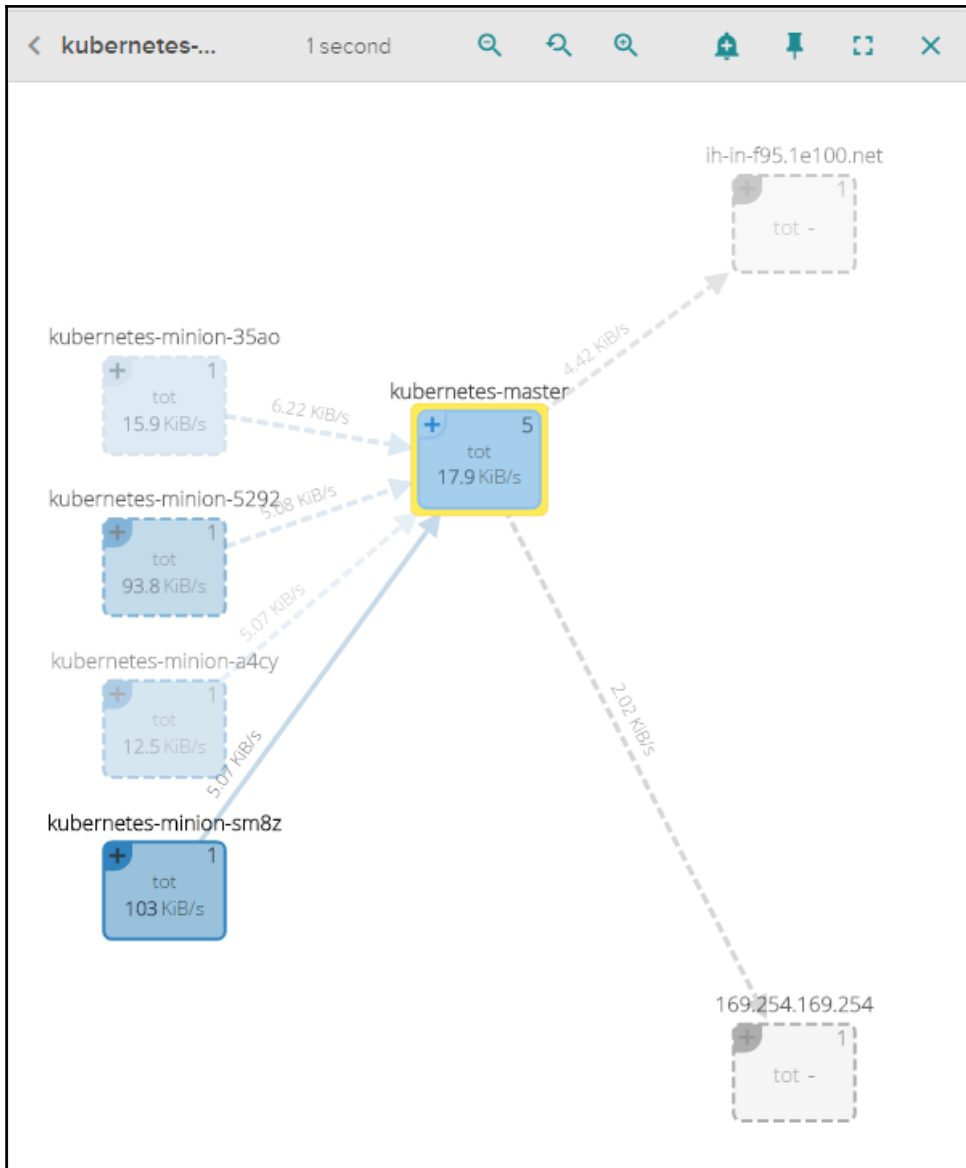 kubernetes-... 1 second
ih-in-f95.1e100.net
1
tot -
4.42 KiB/s
kubernetes-minion-35ao
1
tot
15.9 KiB/s
6.22 KiB/s
kubernetes-master
5
tot
17.9 KiB/s
kubernetes-minion-5292
5.08 KiB/s
1
tot
93.8 KiB/s
5.07 KiB/s
kubernetes-minion-a4cy
1
tot
12.5 KiB/s
2.02 KiB/s
5.07 KiB/s
kubernetes-minion-sm8z
1
tot
103 KiB/s
169.254.169.254
1
tot -